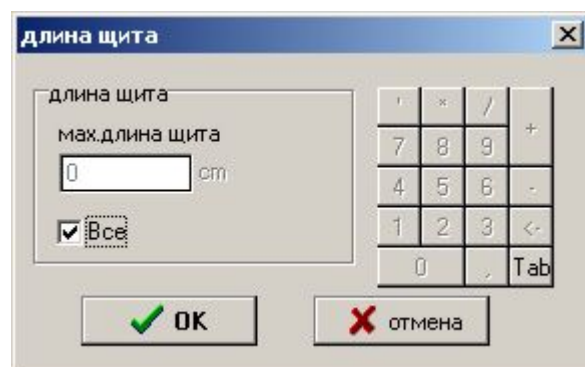 длина щита
длина щита
мах.длина щита
0 cm
Все
' * / +
7 8 9
4 5 6 -
1 2 3 <-
0 , Tab
OK
отмена